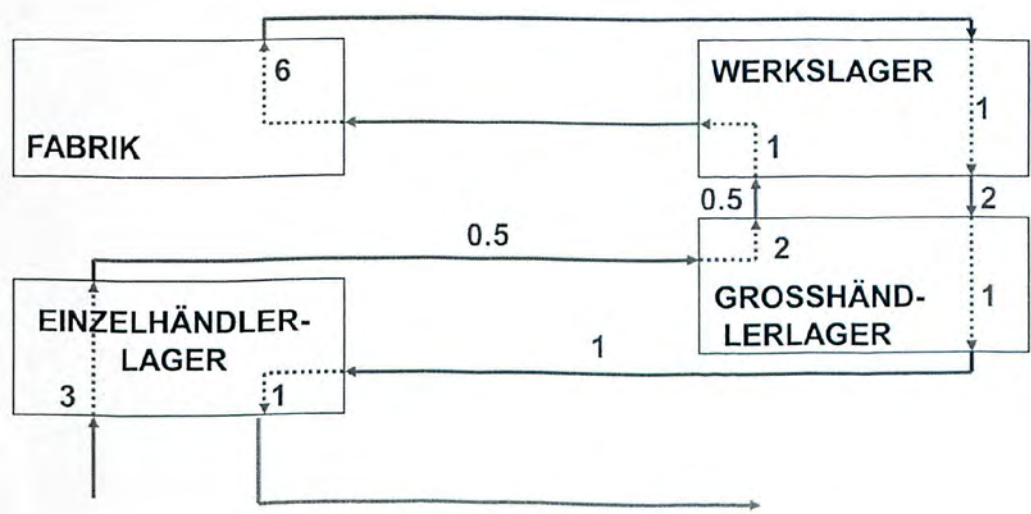 6
FABRIK
WERKSLAGER
1
1
0.5
2
0.5
2
GROSSHÄND-
LERLAGER
1
EINZELHÄNDLER-
LAGER
1
3
1